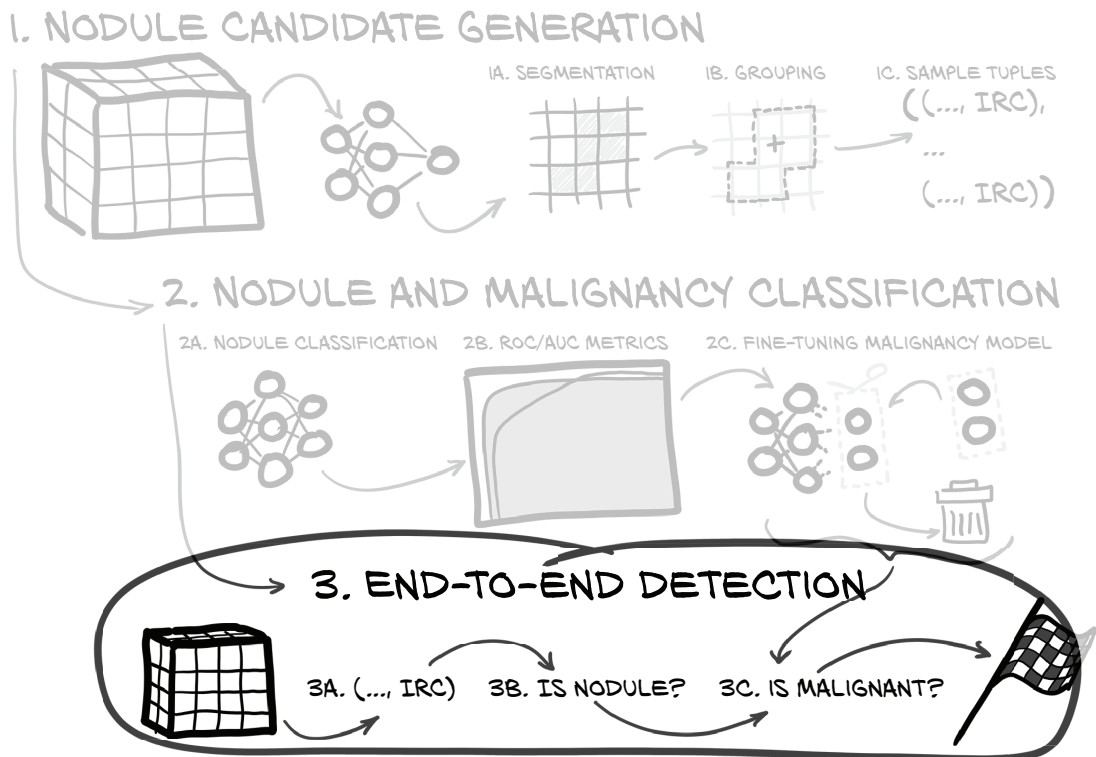 1. NODULE CANDIDATE GENERATION
1A. SEGMENTATION
1B. GROUPING
1C. SAMPLE TUPLES
((..., IRC),
...
(..., IRC))
2. NODULE AND MALIGNANCY CLASSIFICATION
2A. NODULE CLASSIFICATION
2B. ROC/AUC METRICS
2C. FINE-TUNING MALIGNANCY MODEL
3. END-TO-END DETECTION
3A. (..., IRC)
3B. IS NODULE?
3C. IS MALIGNANT?